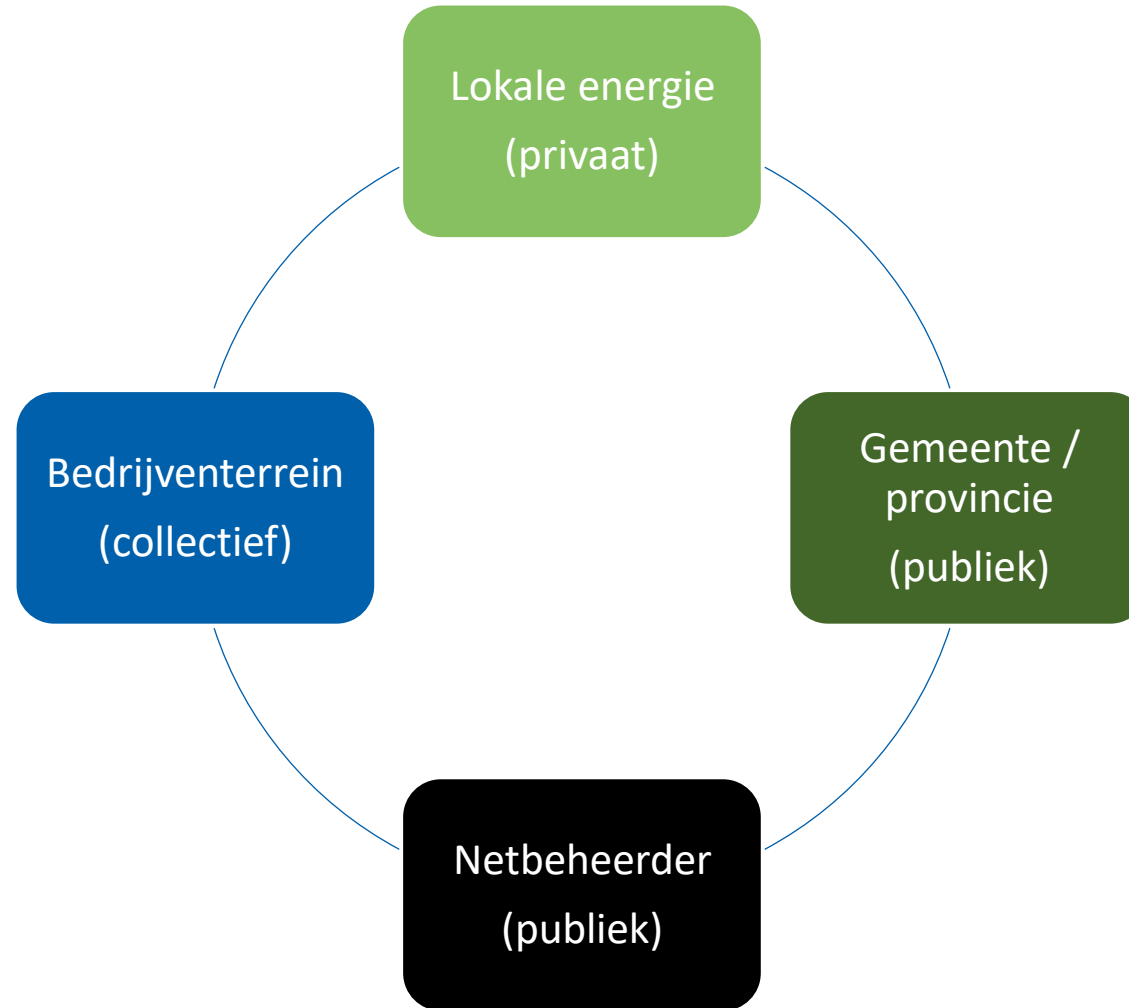 Lokale energie
(privaat)
Bedrijventerrein
(collectief)
Gemeente /
provincie
(publiek)
Netbeheerder
(publiek)